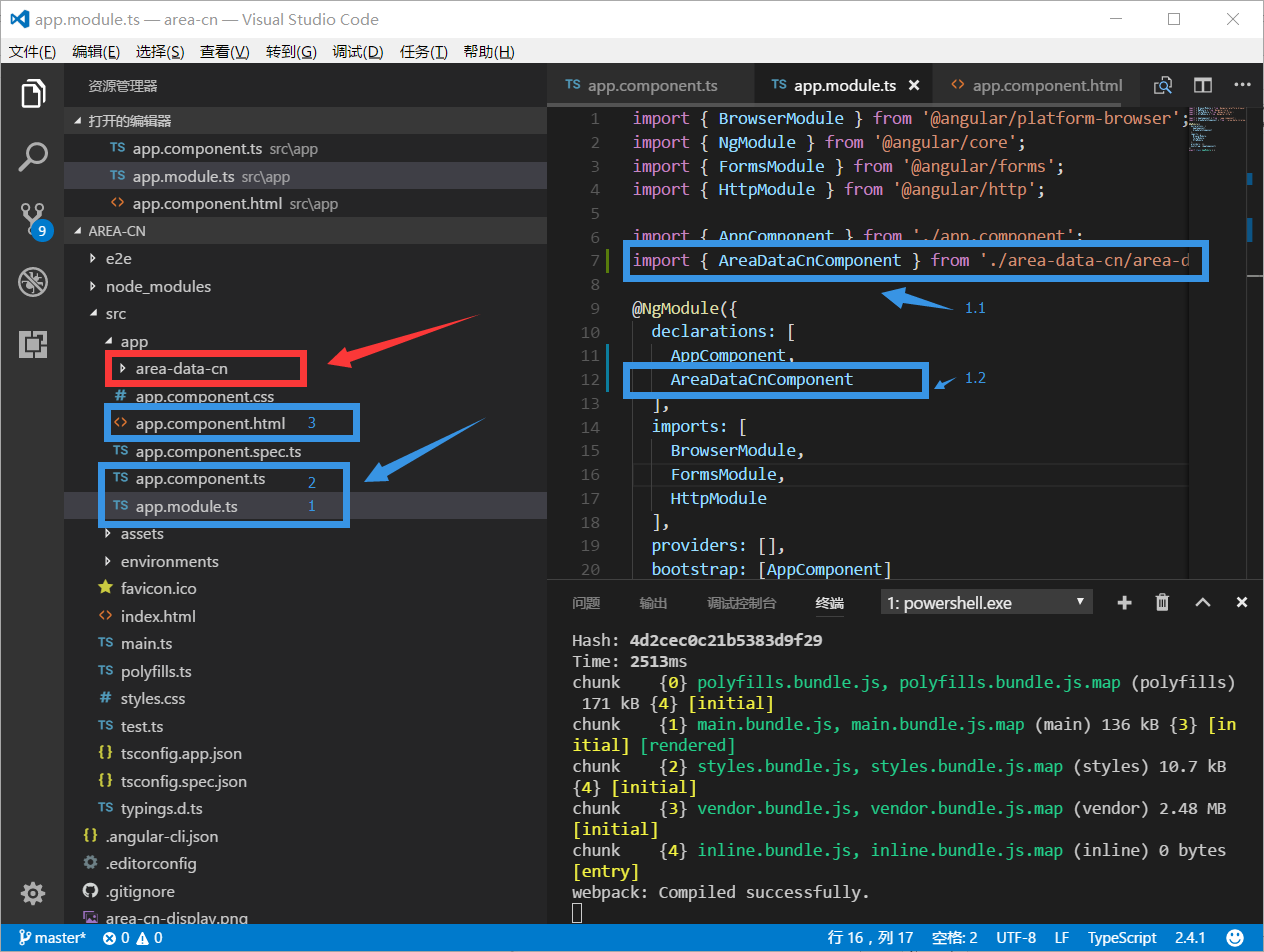 app.module.ts — area-cn — Visual Studio Code
文件(F) 编辑(E) 选择(S) 查看(V) 转到(G) 调试(D) 任务(T) 帮助(H)
资源管理器
打开的编辑器
TS app.component.ts src\app
TS app.module.ts src\app
<> app.component.html src\app
9
AREA-CN
e2e
node_modules
src
app
area-data-cn
# app.component.css
<> app.component.html 3
TS app.component.spec.ts
TS app.component.ts 2
TS app.module.ts 1
assets
environments
favicon.ico
<> index.html
TS main.ts
TS polyfills.ts
# styles.css
TS test.ts
{} tsconfig.app.json
{} tsconfig.spec.json
TS typings.d.ts
{} .angular-cli.json
.editorconfig
.gitignore
area-cn-display.png
TS app.component.ts TS app.module.ts <> app.component.html
1 import { BrowserModule } from '@angular/platform-browser';
2 import { NgModule } from '@angular/core';
3 import { FormsModule } from '@angular/forms';
4 import { HttpModule } from '@angular/http';
5
6 import { AppComponent } from './app.component';
7 import { AreaDataCnComponent } from './area-data-cn/area-d
8
1.1
9 @NgModule({
10 declarations: [
11 AppComponent,
12 AreaDataCnComponent
1.2
13 ],
14 imports: [
15 BrowserModule,
16 FormsModule,
17 HttpModule
18 ],
19 providers: [],
20 bootstrap: [AppComponent]
问题 输出 调试控制台 终端 1: powershell.exe
Hash: 4d2cec0c21b5383d9f29
Time: 2513ms
chunk {0} polyfills.bundle.js, polyfills.bundle.js.map (polyfills)
171 kB {4} [initial]
chunk {1} main.bundle.js, main.bundle.js.map (main) 136 kB {3} [in
itial] [rendered]
chunk {2} styles.bundle.js, styles.bundle.js.map (styles) 10.7 kB
{4} [initial]
chunk {3} vendor.bundle.js, vendor.bundle.js.map (vendor) 2.48 MB
[initial]
chunk {4} inline.bundle.js, inline.bundle.js.map (inline) 0 bytes
[entry]
webpack: Compiled successfully.
master* 0 0 行 16，列 17 空格: 2 UTF-8 LF TypeScript 2.4.1